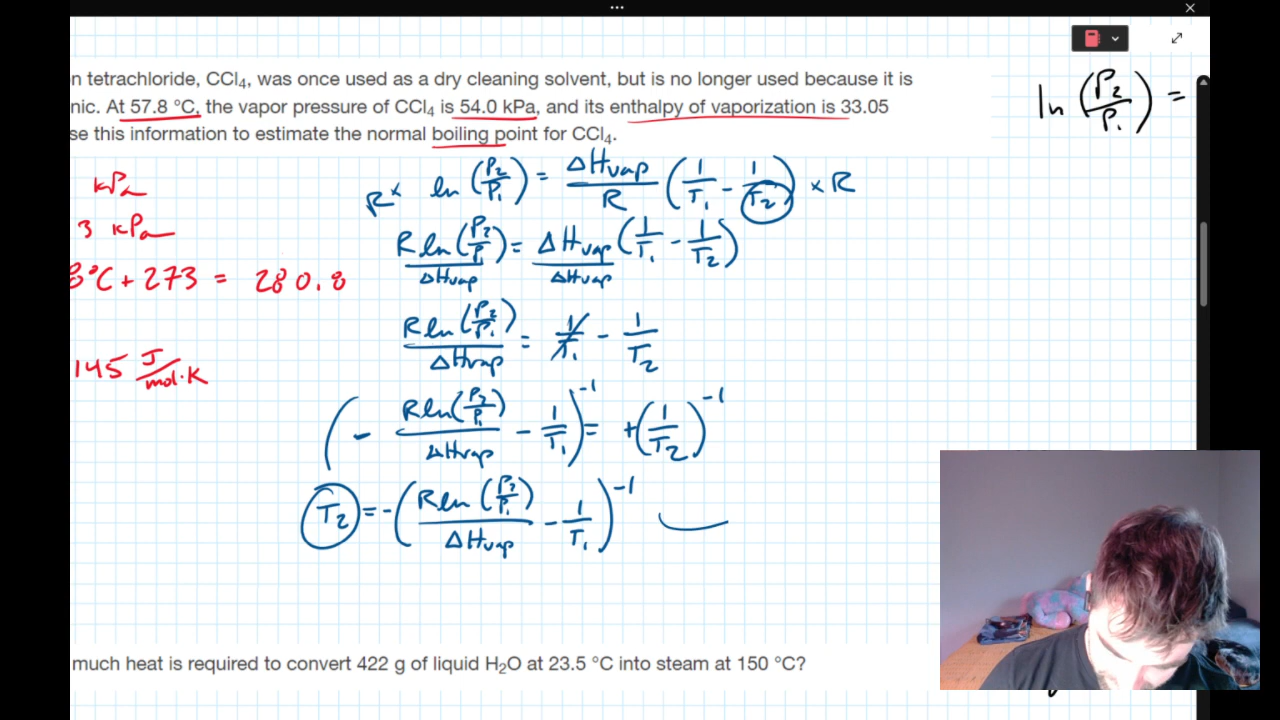 n tetrachloride, CCl₄, was once used as a dry cleaning solvent, but is no longer used because it is
nic. At 57.8 °C, the vapor pressure of CCl₄ is 54.0 kPa, and its enthalpy of vaporization is 33.05
se this information to estimate the normal boiling point for CCl₄.
ln (P₂/P₁) =
kPa
R × ln (P₂/P₁) = ΔHvap/R (1/T₁ - 1/T₂) × R
3 kPa
R ln (P₂/P₁)/ΔHvap = ΔHvap/ΔHvap (1/T₁ - 1/T₂)
8°C + 273 = 280.8
R ln (P₂/P₁)/ΔHvap = 1/T₁ - 1/T₂
145 J/mol·K
(- R ln (P₂/P₁)/ΔHvap - 1/T₁)⁻¹ = +(1/T₂)⁻¹
T₂ = -(R ln (P₂/P₁)/ΔHvap - 1/T₁)⁻¹
much heat is required to convert 422 g of liquid H₂O at 23.5 °C into steam at 150 °C?